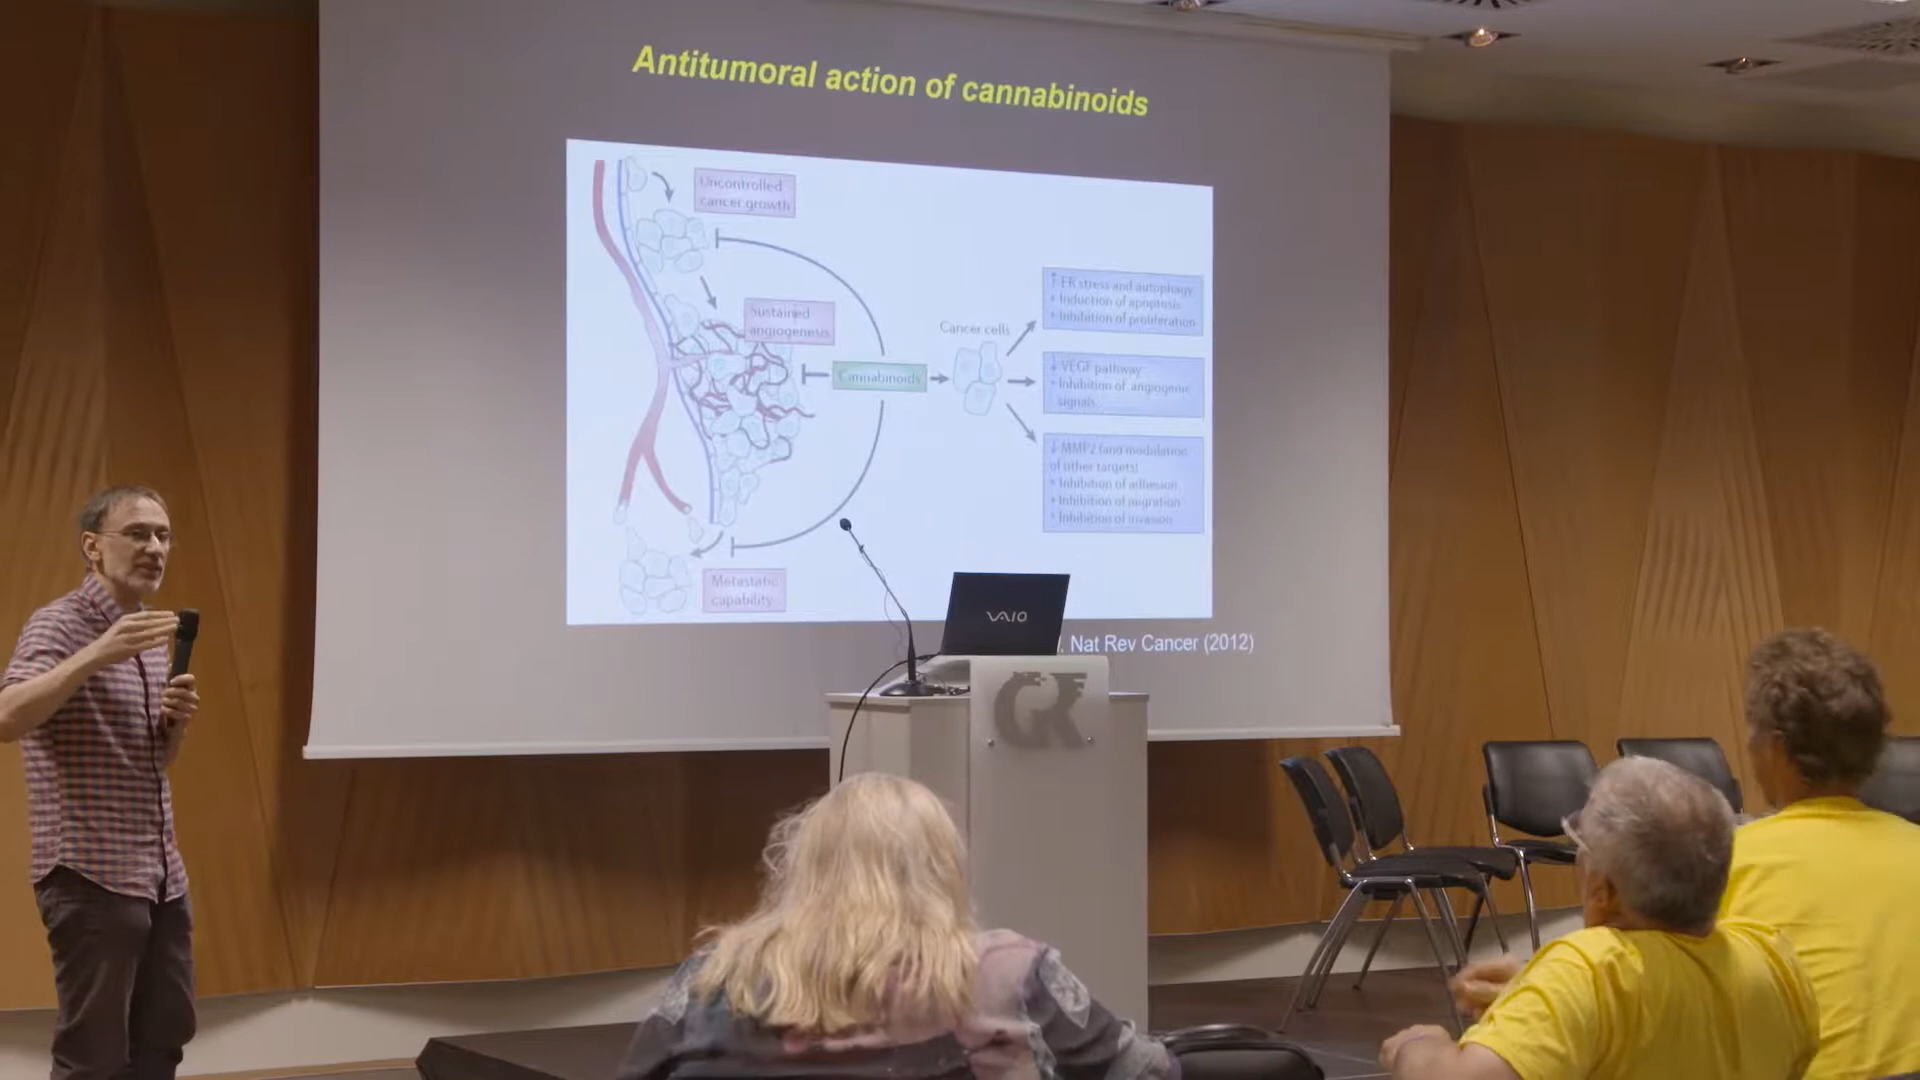 Antitumoral action of cannabinoids
Uncontrolled
cancer growth
Sustained
angiogenesis
Cannabinoids
Cancer cells
↑ ER stress and autophagy
• Induction of apoptosis
• Inhibition of proliferation
↓ VEGF pathway
• Inhibition of angiogenic
signals
↓ MMP2 (and modulation
of other targets)
• Inhibition of adhesion
• Inhibition of migration
• Inhibition of invasion
Metastatic
capability
. Nat Rev Cancer (2012)
VAIO